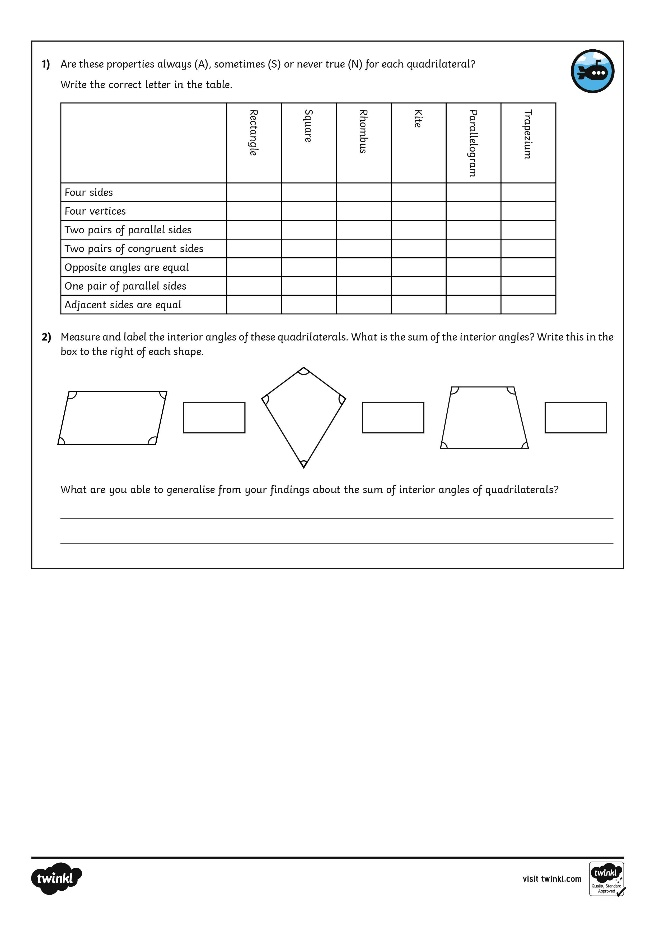 1) Are these properties always (A), sometimes (S) or never true (N) for each quadrilateral?
Write the correct letter in the table.
Rectangle Square Rhombus Kite Parallelogram Trapezium
Four sides
Four vertices
Two pairs of parallel sides
Two pairs of congruent sides
Opposite angles are equal
One pair of parallel sides
Adjacent sides are equal
2) Measure and label the interior angles of these quadrilaterals. What is the sum of the interior angles? Write this in the
box to the right of each shape.
What are you able to generalise from your findings about the sum of interior angles of quadrilaterals?
twinkl
visit twinkl.com
twinkl
Quality Standard
Approved